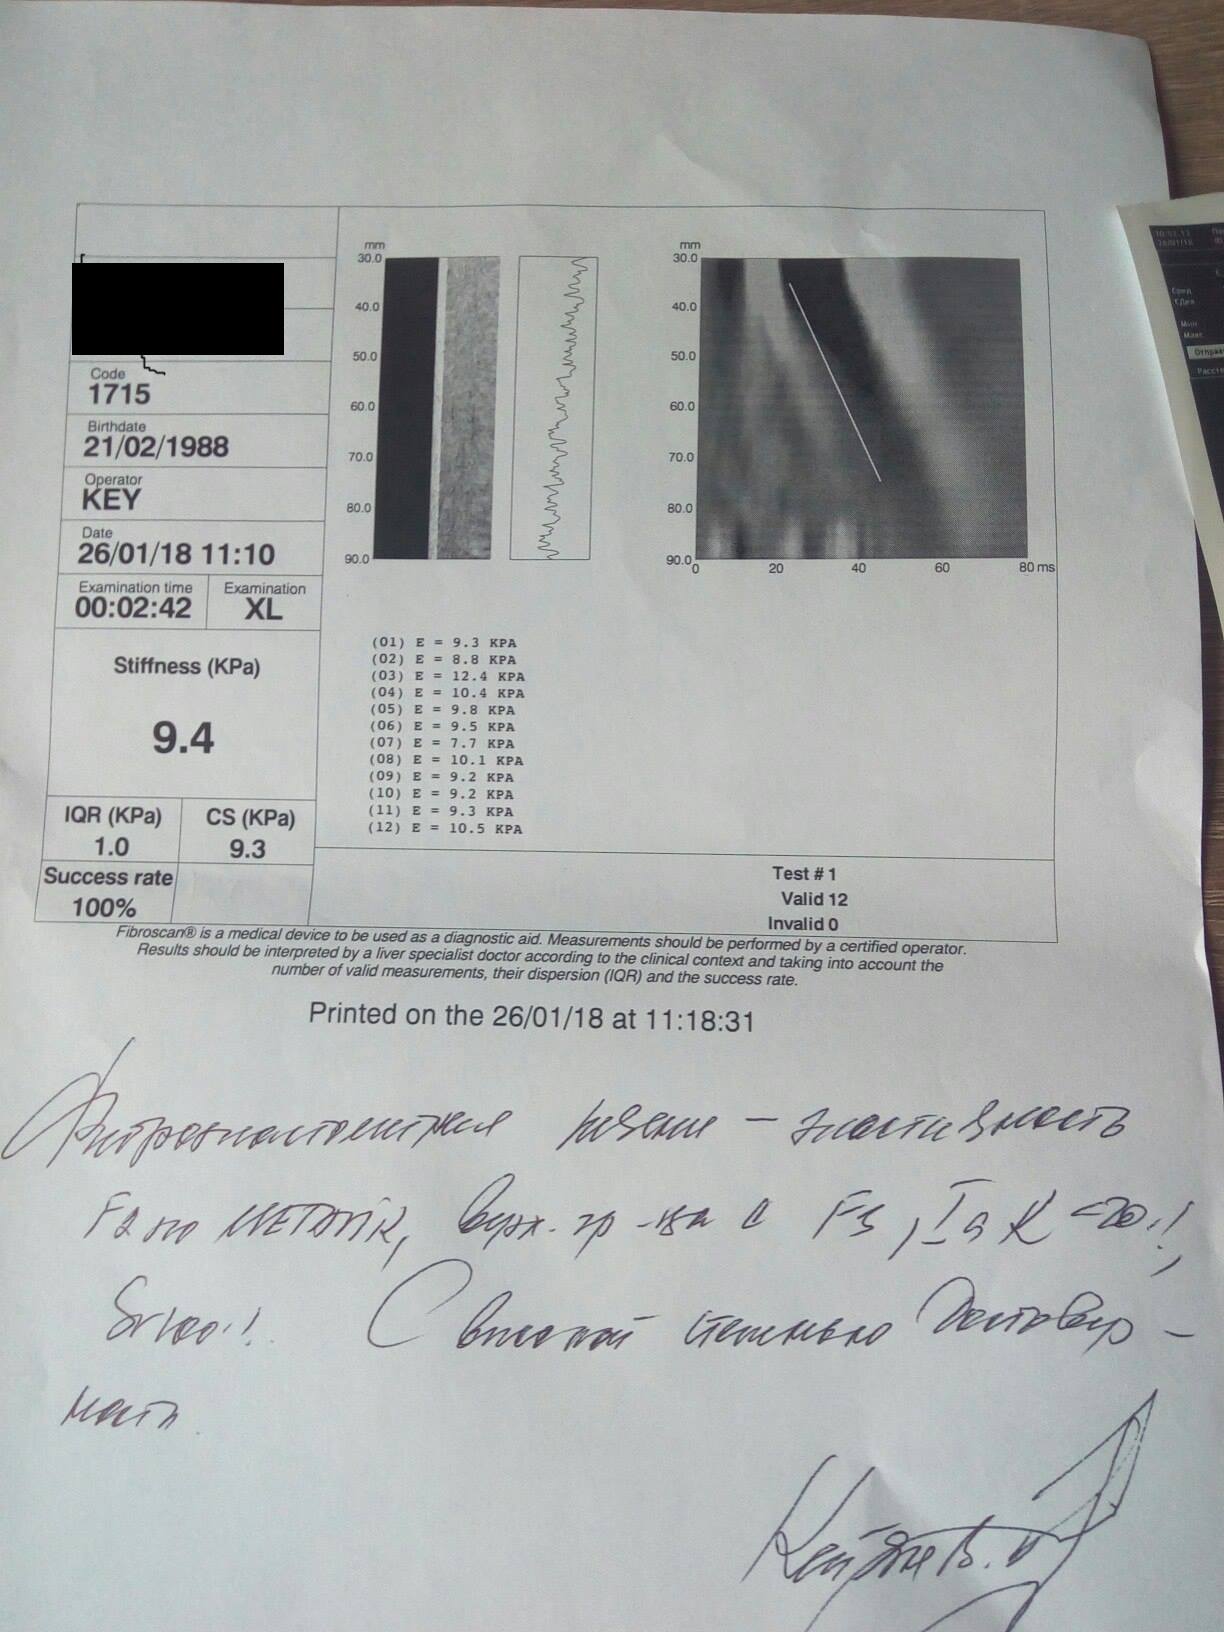 mm
30.0
40.0
50.0
60.0
70.0
80.0
90.0
mm
30.0
40.0
50.0
60.0
70.0
80.0
90.0
0 20 40 60 80 ms
Code
1715
Birthdate
21/02/1988
Operator
KEY
Date
26/01/18 11:10
Examination time Examination
00:02:42 XL
Stiffness (KPa)
9.4
IQR (KPa) CS (KPa)
1.0 9.3
Success rate
100%
(01) E = 9.3 KPA
(02) E = 8.8 KPA
(03) E = 12.4 KPA
(04) E = 10.4 KPA
(05) E = 9.8 KPA
(06) E = 9.5 KPA
(07) E = 7.7 KPA
(08) E = 10.1 KPA
(09) E = 9.2 KPA
(10) E = 9.2 KPA
(11) E = 9.3 KPA
(12) E = 10.5 KPA
Test # 1
Valid 12
Invalid 0
Fibroscan® is a medical device to be used as a diagnostic aid. Measurements should be performed by a certified operator.
Results should be interpreted by a liver specialist doctor according to the clinical context and taking into account the
number of valid measurements, their dispersion (IQR) and the success rate.
Printed on the 26/01/18 at 11:18:31
печени – эластичность
F2 по METAVIR, верх. гр-ца с F3,
С высокой степенью достовер-
ности